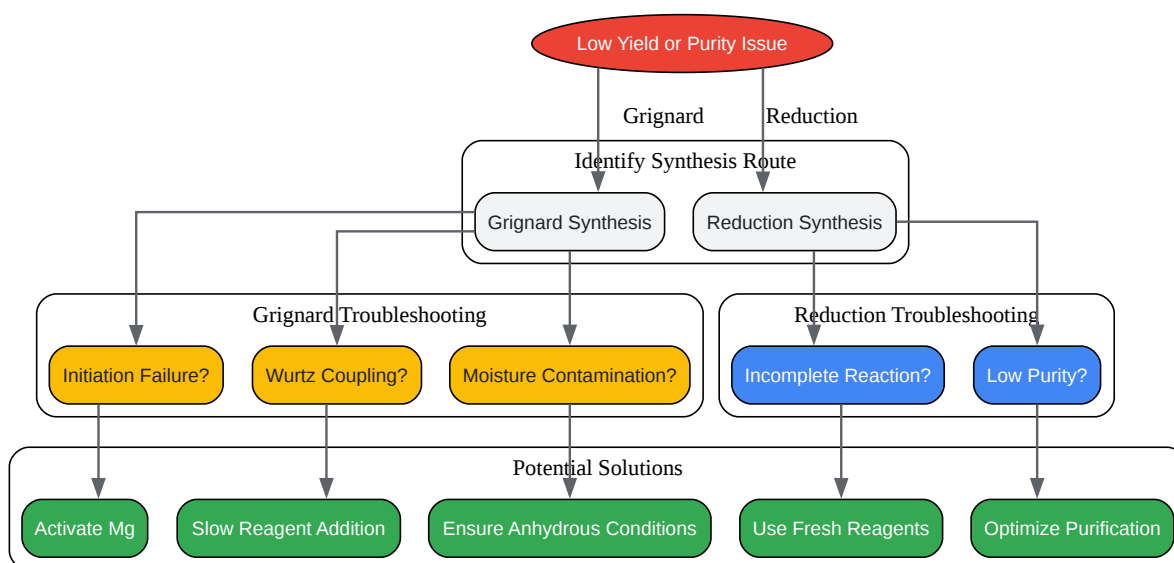 Low Yield or Purity Issue
Grignard
Reduction
Identify Synthesis Route
Grignard Synthesis
Reduction Synthesis
Grignard Troubleshooting
Reduction Troubleshooting
Initiation Failure?
Wurtz Coupling?
Moisture Contamination?
Incomplete Reaction?
Low Purity?
Potential Solutions
Activate Mg
Slow Reagent Addition
Ensure Anhydrous Conditions
Use Fresh Reagents
Optimize Purification